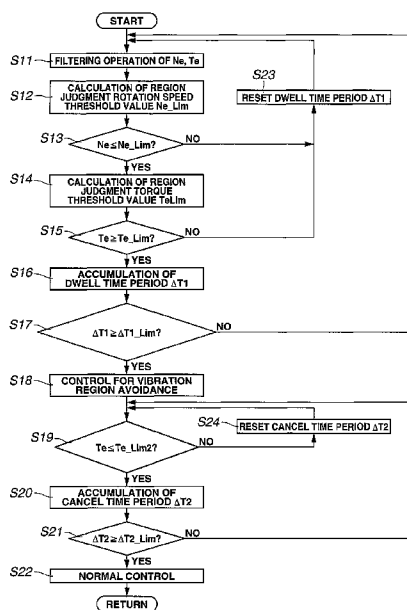 START
S11
FILTERING OPERATION OF Ne, Te
S12
CALCULATION OF REGION
JUDGMENT ROTATION SPEED
THRESHOLD VALUE Ne_Lim
S23
RESET DWELL TIME PERIOD ΔT1
S13
Ne≤Ne_Lim?
NO
YES
S14
CALCULATION OF REGION
JUDGMENT TORQUE
THRESHOLD VALUE TeLim
S15
Te≥Te_Lim?
NO
YES
S16
ACCUMULATION OF
DWELL TIME PERIOD ΔT1
S17
ΔT1≥ΔT1_Lim?
NO
YES
S18
CONTROL FOR VIBRATION
REGION AVOIDANCE
S24
RESET CANCEL TIME PERIOD ΔT2
S19
Te≤Te_Lim2?
NO
YES
S20
ACCUMULATION OF
CANCEL TIME PERIOD ΔT2
S21
ΔT2≥ΔT2_Lim?
NO
YES
S22
NORMAL CONTROL
RETURN